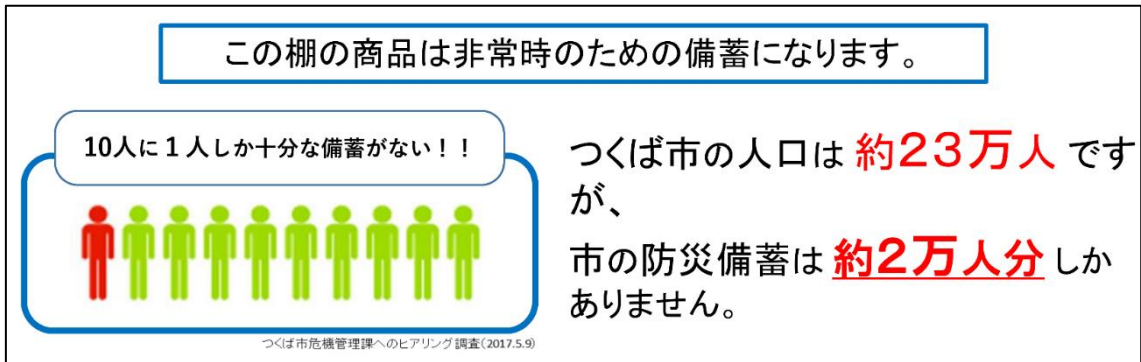 この棚の商品は非常時のための備蓄になります。
10人に１人しか十分な備蓄がない！！
つくば市危機管理課へのヒアリング調査(2017.5.9)
つくば市の人口は 約２３万人 です
が、
市の防災備蓄は 約２万人分 しか
ありません。